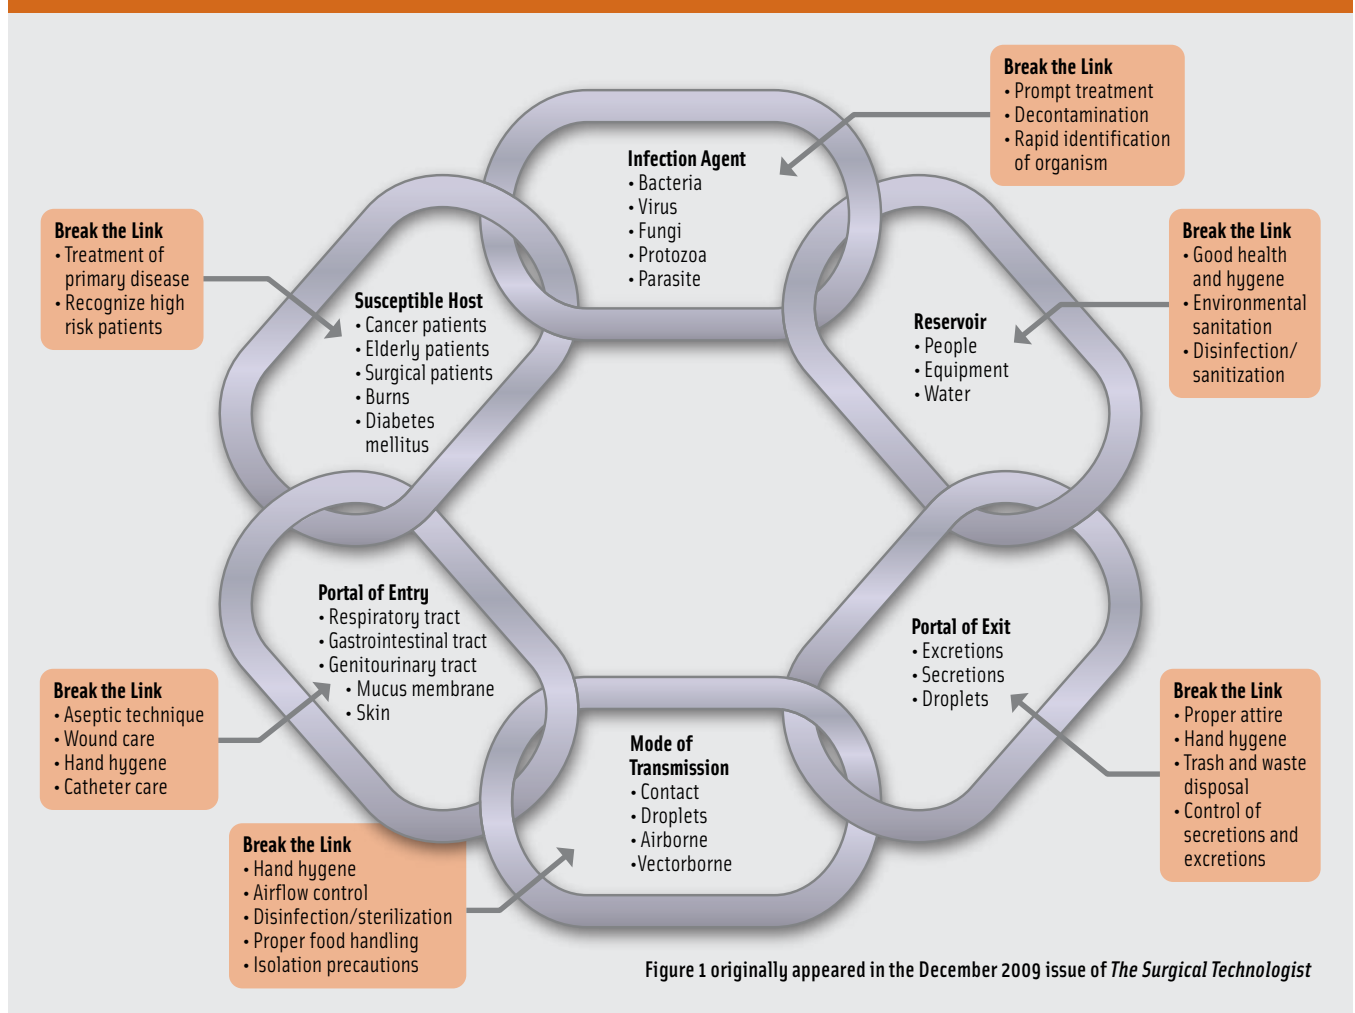 Break the Link
• Prompt treatment
• Decontamination
• Rapid identification
of organism
Infection Agent
• Bacteria
• Virus
• Fungi
• Protozoa
• Parasite
Break the Link
• Good health
and hygene
• Environmental
sanitation
• Disinfection/
sanitization
Reservoir
• People
• Equipment
• Water
Break the Link
• Proper attire
• Hand hygene
• Trash and waste
disposal
• Control of
secretions and
excretions
Portal of Exit
• Excretions
• Secretions
• Droplets
Mode of
Transmission
• Contact
• Droplets
• Airborne
•Vectorborne
Break the Link
• Hand hygene
• Airflow control
• Disinfection/sterilization
• Proper food handling
• Isolation precautions
Portal of Entry
• Respiratory tract
• Gastrointestinal tract
• Genitourinary tract
• Mucus membrane
• Skin
Break the Link
• Aseptic technique
• Wound care
• Hand hygene
• Catheter care
Susceptible Host
• Cancer patients
• Elderly patients
• Surgical patients
• Burns
• Diabetes
mellitus
Break the Link
• Treatment of
primary disease
• Recognize high
risk patients
Figure 1 originally appeared in the December 2009 issue of The Surgical Technologist